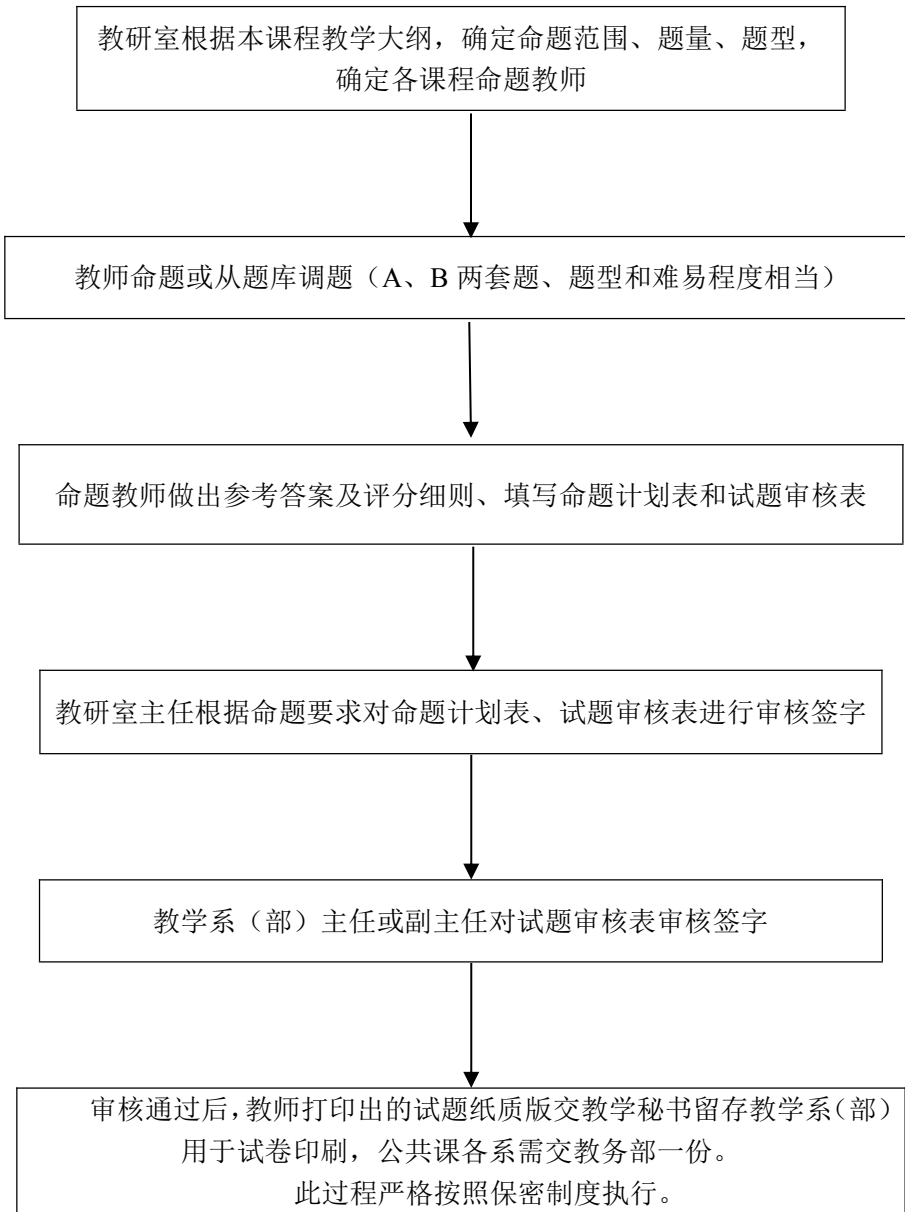 教研室根据本课程教学大纲，确定命题范围、题量、题型，
确定各课程命题教师
教师命题或从题库调题（A、B 两套题、题型和难易程度相当）
命题教师做出参考答案及评分细则、填写命题计划表和试题审核表
教研室主任根据命题要求对命题计划表、试题审核表进行审核签字
教学系（部）主任或副主任对试题审核表审核签字
审核通过后，教师打印出的试题纸质版交教学秘书留存教学系（部）
用于试卷印刷，公共课各系需交教务部一份。
此过程严格按照保密制度执行。